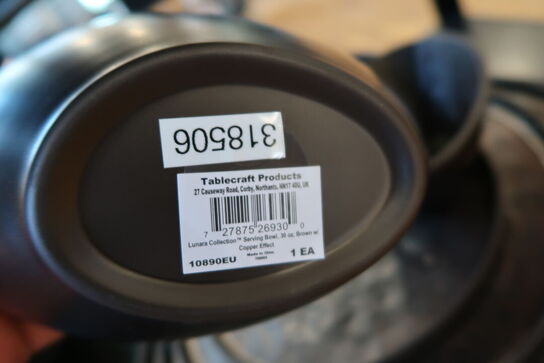 318506
Tablecraft Products
27 Causeway Road, Corby, Northants, NN17 4DU, UK
7 27875 26930 0
Lunara Collection™ Serving Bowl, 30 oz, Brown w/
Copper Effect
Made in China
10890EU
1 EA